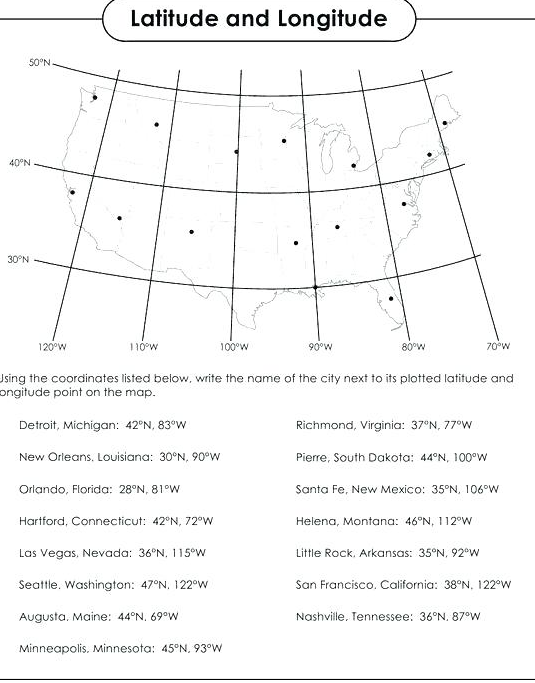 Latitude and Longitude
50°N
40°N
30°N
120°W 110°W 100°W 90°W 80°W 70°W
Using the coordinates listed below, write the name of the city next to its plotted latitude and
longitude point on the map.
Detroit, Michigan: 42°N, 83°W
Richmond, Virginia: 37°N, 77°W
New Orleans, Louisiana: 30°N, 90°W
Pierre, South Dakota: 44°N, 100°W
Orlando, Florida: 28°N, 81°W
Santa Fe, New Mexico: 35°N, 106°W
Hartford, Connecticut: 42°N, 72°W
Helena, Montana: 46°N, 112°W
Las Vegas, Nevada: 36°N, 115°W
Little Rock, Arkansas: 35°N, 92°W
Seattle, Washington: 47°N, 122°W
San Francisco, California: 38°N, 122°W
Augusta, Maine: 44°N, 69°W
Nashville, Tennessee: 36°N, 87°W
Minneapolis, Minnesota: 45°N, 93°W